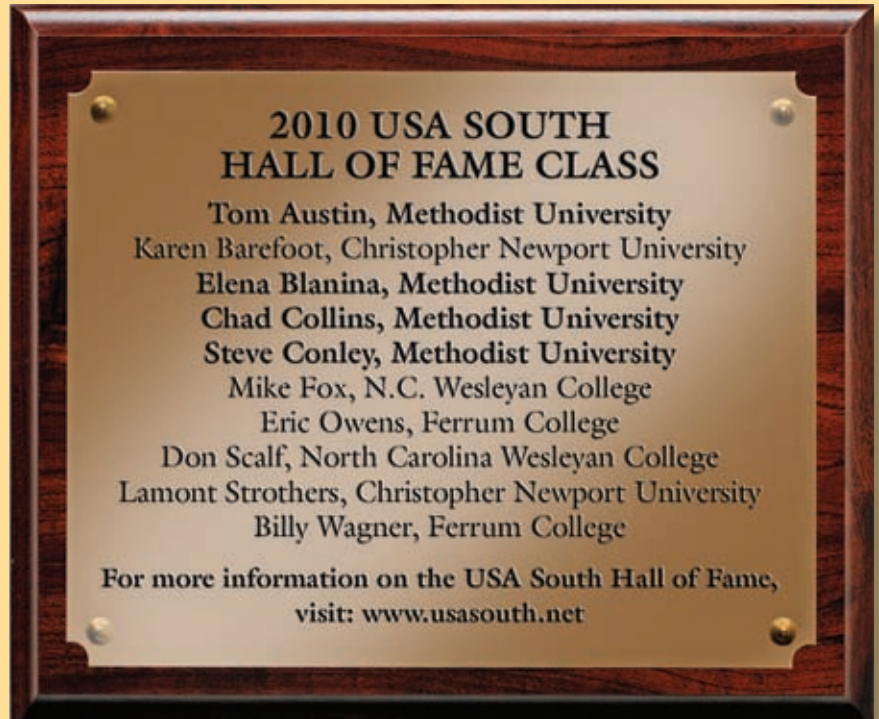 2010 USA SOUTH
HALL OF FAME CLASS
Tom Austin, Methodist University
Karen Barefoot, Christopher Newport University
Elena Blanina, Methodist University
Chad Collins, Methodist University
Steve Conley, Methodist University
Mike Fox, N.C. Wesleyan College
Eric Owens, Ferrum College
Don Scalf, North Carolina Wesleyan College
Lamont Strothers, Christopher Newport University
Billy Wagner, Ferrum College
For more information on the USA South Hall of Fame,
visit: www.usasouth.net